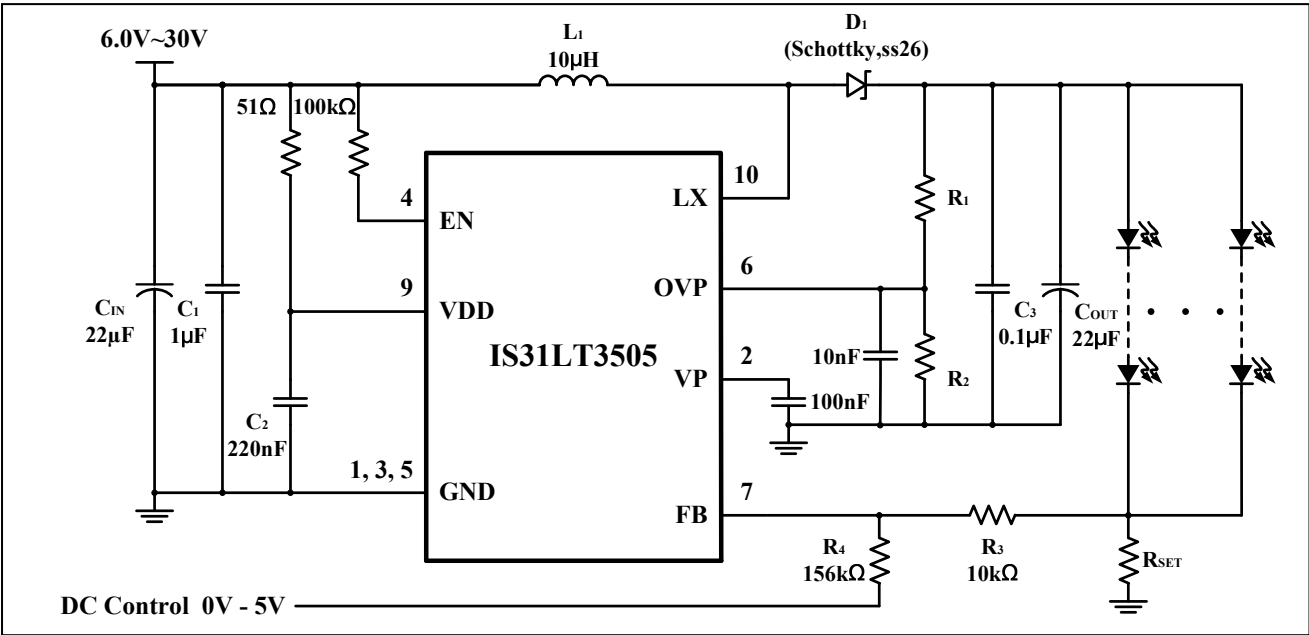 6.0V~30V
L1
10μH
D1
(Schottky,ss26)
51Ω
100kΩ
4
EN
LX
10
R1
CIN
22μF
C1
1μF
9
VDD
OVP
6
IS31LT3505
10nF
R2
C3
0.1μF
COUT
22μF
VP
2
100nF
C2
220nF
1, 3, 5
GND
FB
7
R4
156kΩ
R3
10kΩ
RSET
DC Control 0V - 5V